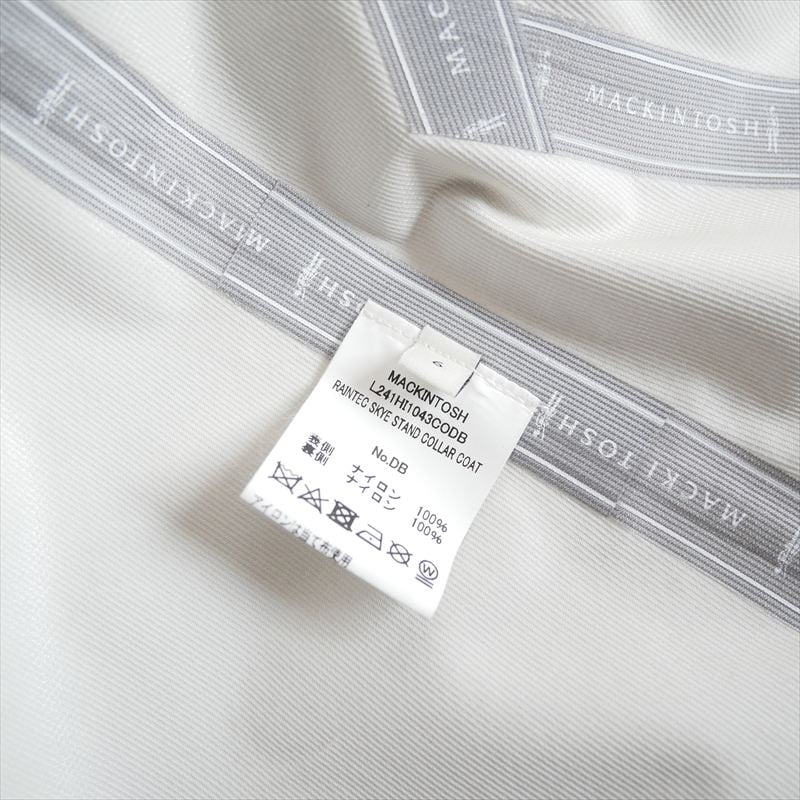 MACKINTOSH
MACKINTOSH
MACKINTOSH
MACKINTOSH
L241HI1043CODB
RAINTEC SKYE STAND COLLAR COAT
No.DB
表側 ナイロン 100%
裏側 ナイロン 100%
W
アイロンは当て布使用